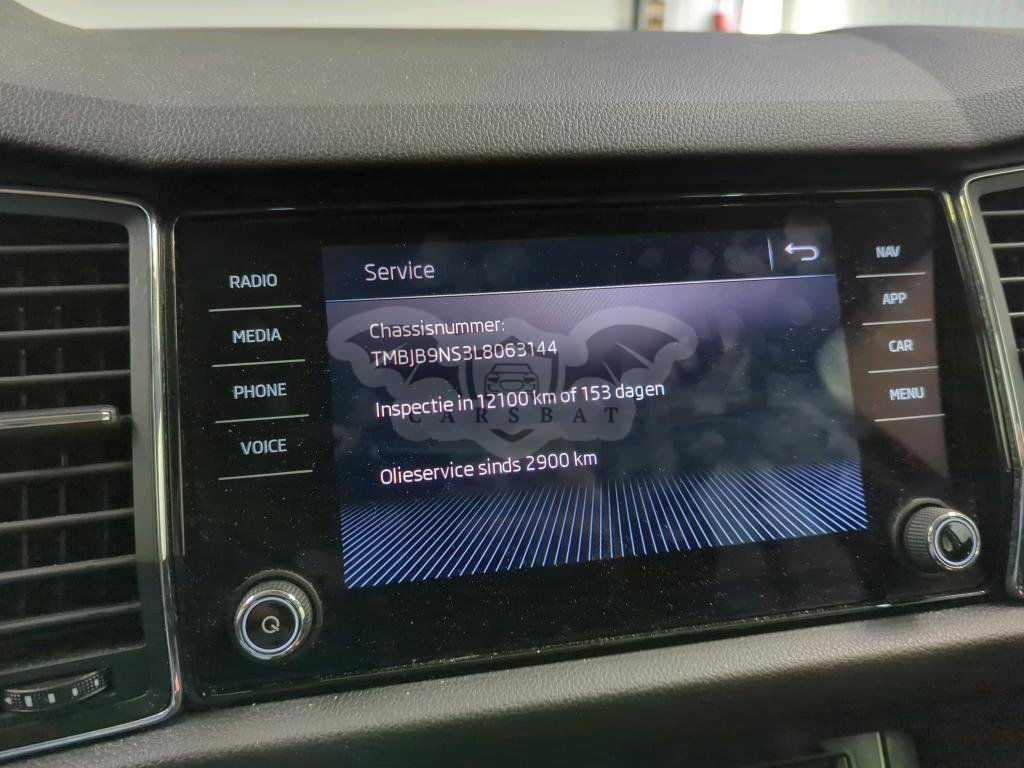 Service
RADIO
MEDIA
PHONE
VOICE
Chassisnummer:
TMBJB9NS3L8063144
Inspectie in 12100 km of 153 dagen
CARSBAT
Olieservice sinds 2900 km
NAV
APP
CAR
MENU